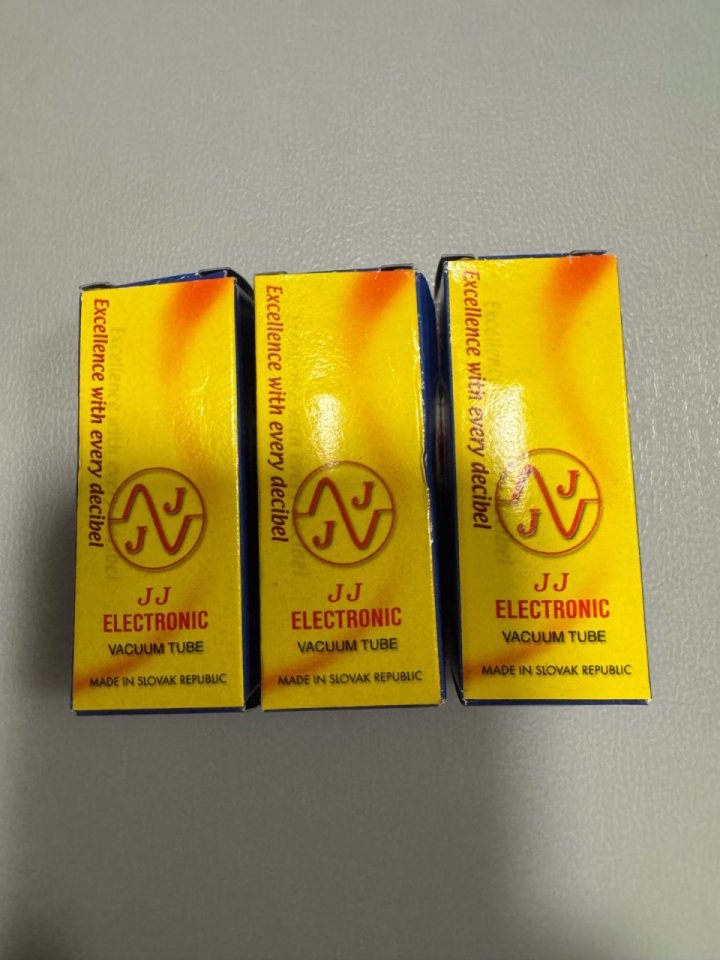 Excellence with every decibel
J
J
JJ
ELECTRONIC
VACUUM TUBE
MADE IN SLOVAK REPUBLIC
Excellence with every decibel
J
J
JJ
ELECTRONIC
VACUUM TUBE
MADE IN SLOVAK REPUBLIC
Excellence with every decibel
J
J
JJ
ELECTRONIC
VACUUM TUBE
MADE IN SLOVAK REPUBLIC